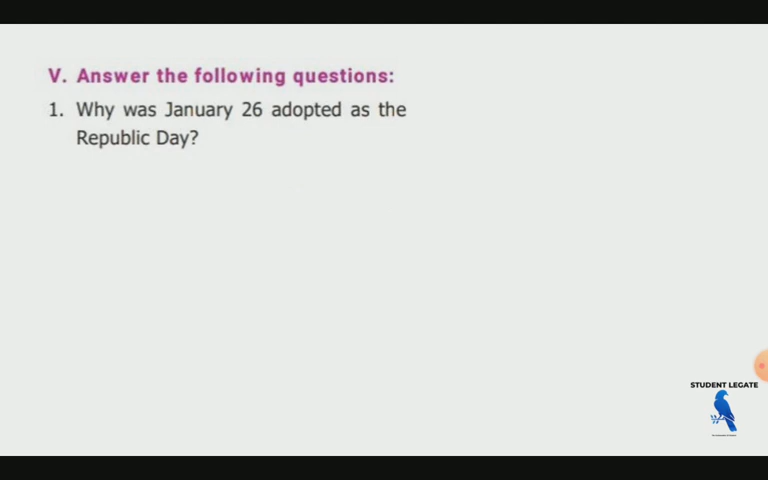 V. Answer the following questions:
1. Why was January 26 adopted as the
Republic Day?
STUDENT LEGATE